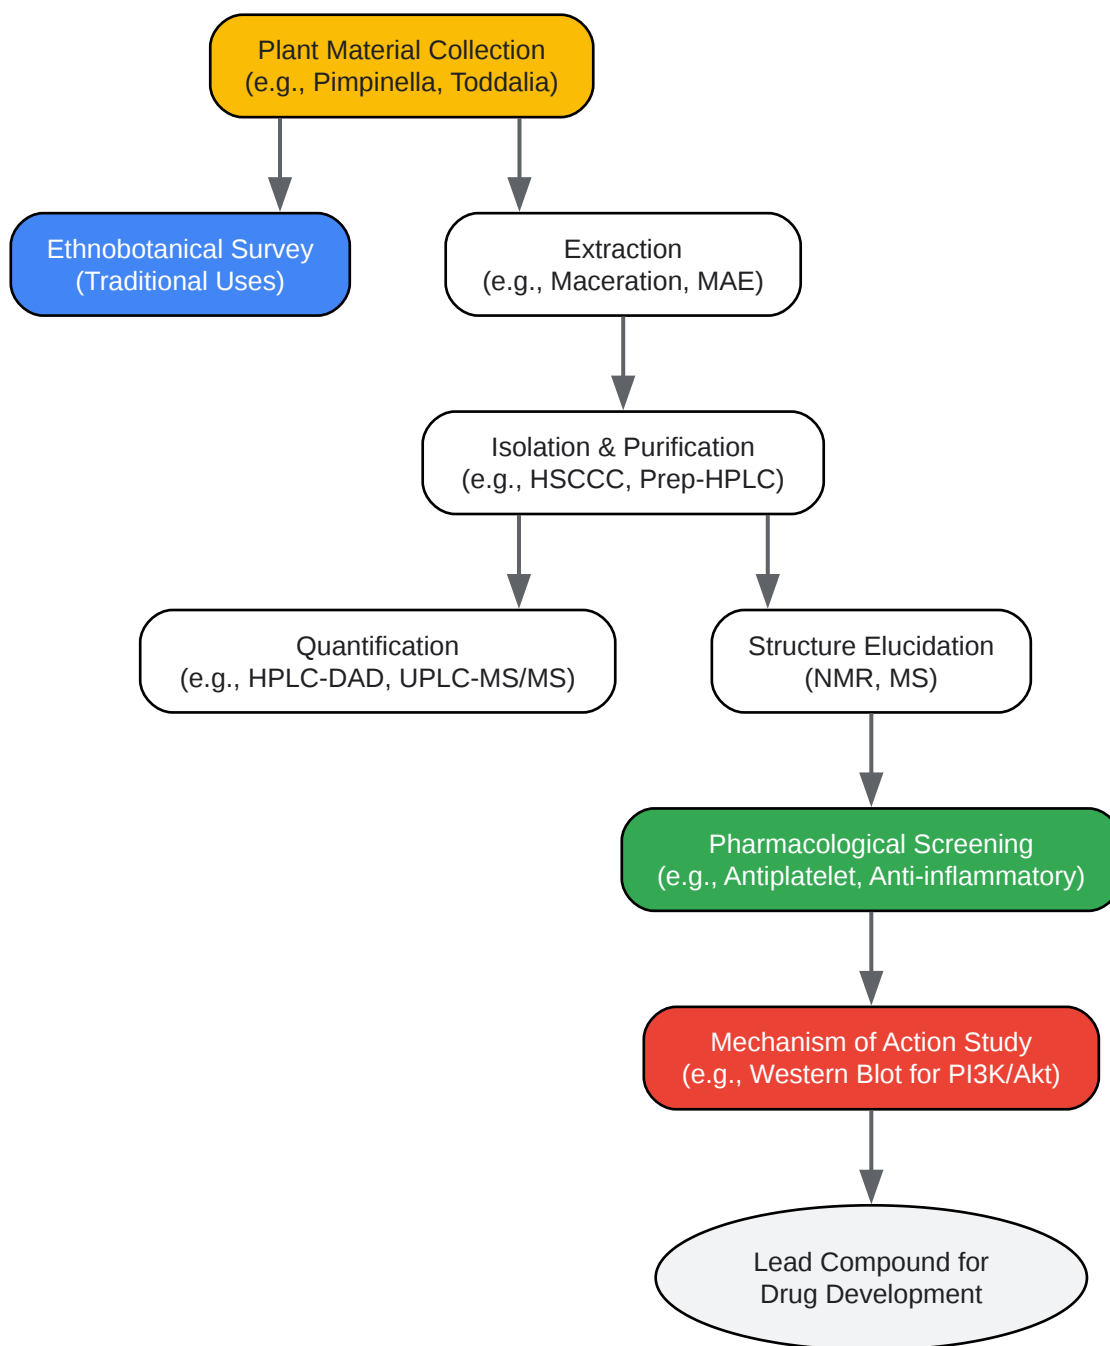 Plant Material Collection
(e.g., Pimpinella, Toddalia)
Ethnobotanical Survey
(Traditional Uses)
Extraction
(e.g., Maceration, MAE)
Isolation & Purification
(e.g., HSCCC, Prep-HPLC)
Quantification
(e.g., HPLC-DAD, UPLC-MS/MS)
Structure Elucidation
(NMR, MS)
Pharmacological Screening
(e.g., Antiplatelet, Anti-inflammatory)
Mechanism of Action Study
(e.g., Western Blot for PI3K/Akt)
Lead Compound for
Drug Development